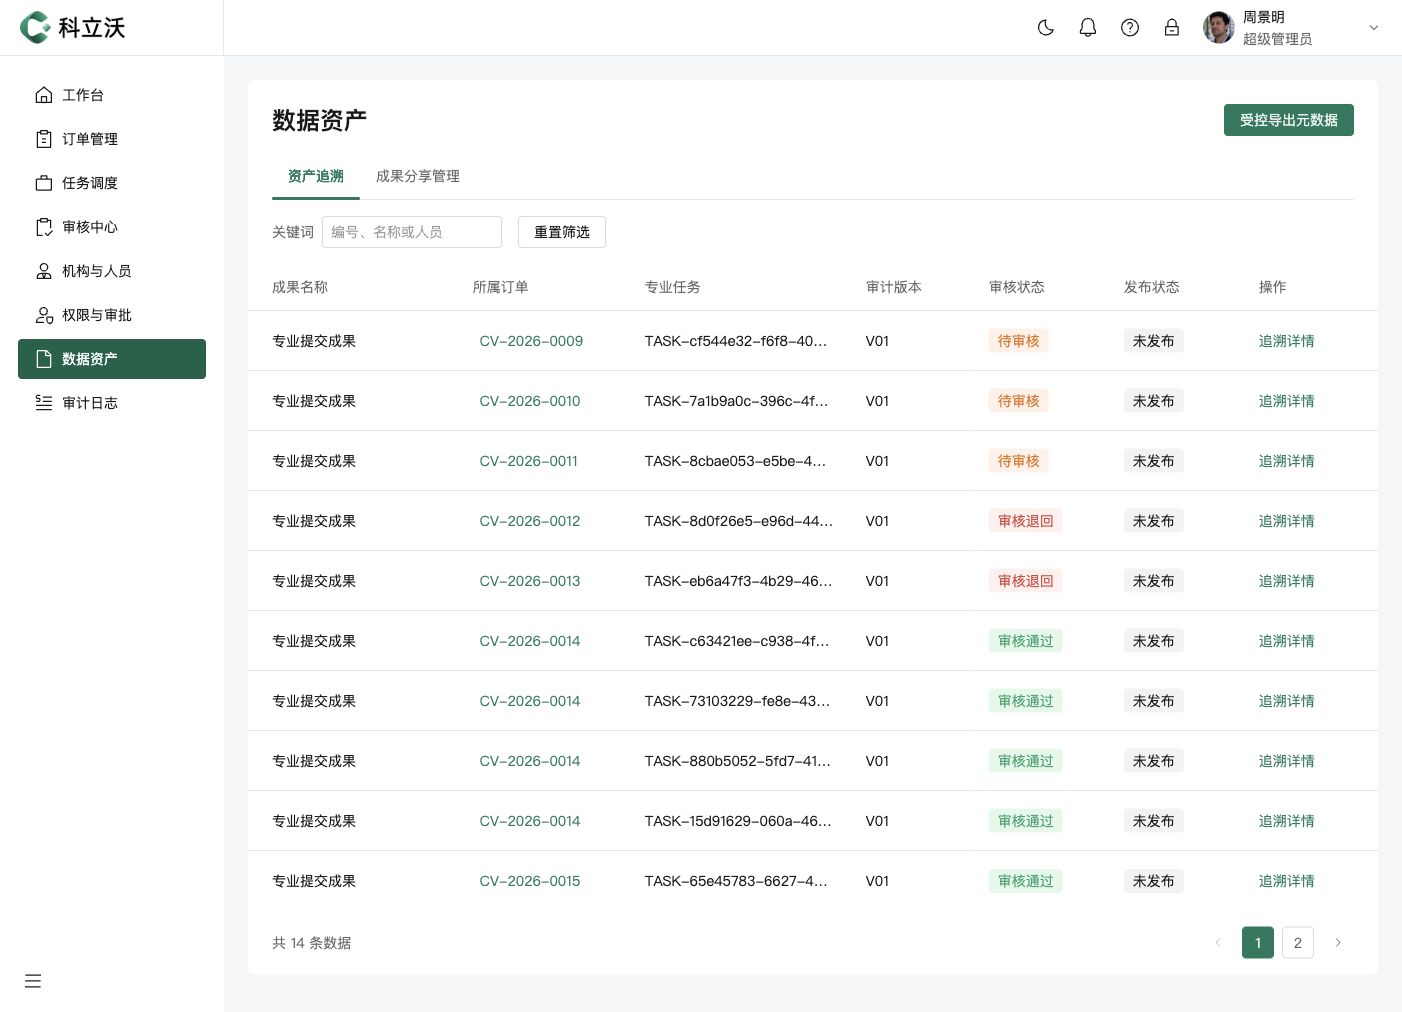 科立沃
周景明
超级管理员
工作台
订单管理
任务调度
审核中心
机构与人员
权限与审批
数据资产
审计日志
数据资产
受控导出元数据
资产追溯 成果分享管理
关键词 编号、名称或人员 重置筛选
成果名称 所属订单 专业任务 审计版本 审核状态 发布状态 操作
专业提交成果 CV-2026-0009 TASK-cf544e32-f6f8-40... V01 待审核 未发布 追溯详情
专业提交成果 CV-2026-0010 TASK-7a1b9a0c-396c-4f... V01 待审核 未发布 追溯详情
专业提交成果 CV-2026-0011 TASK-8cbae053-e5be-4... V01 待审核 未发布 追溯详情
专业提交成果 CV-2026-0012 TASK-8d0f26e5-e96d-44... V01 审核退回 未发布 追溯详情
专业提交成果 CV-2026-0013 TASK-eb6a47f3-4b29-46... V01 审核退回 未发布 追溯详情
专业提交成果 CV-2026-0014 TASK-c63421ee-c938-4f... V01 审核通过 未发布 追溯详情
专业提交成果 CV-2026-0014 TASK-73103229-fe8e-43... V01 审核通过 未发布 追溯详情
专业提交成果 CV-2026-0014 TASK-880b5052-5fd7-41... V01 审核通过 未发布 追溯详情
专业提交成果 CV-2026-0014 TASK-15d91629-060a-46... V01 审核通过 未发布 追溯详情
专业提交成果 CV-2026-0015 TASK-65e45783-6627-4... V01 审核通过 未发布 追溯详情
共 14 条数据 1 2